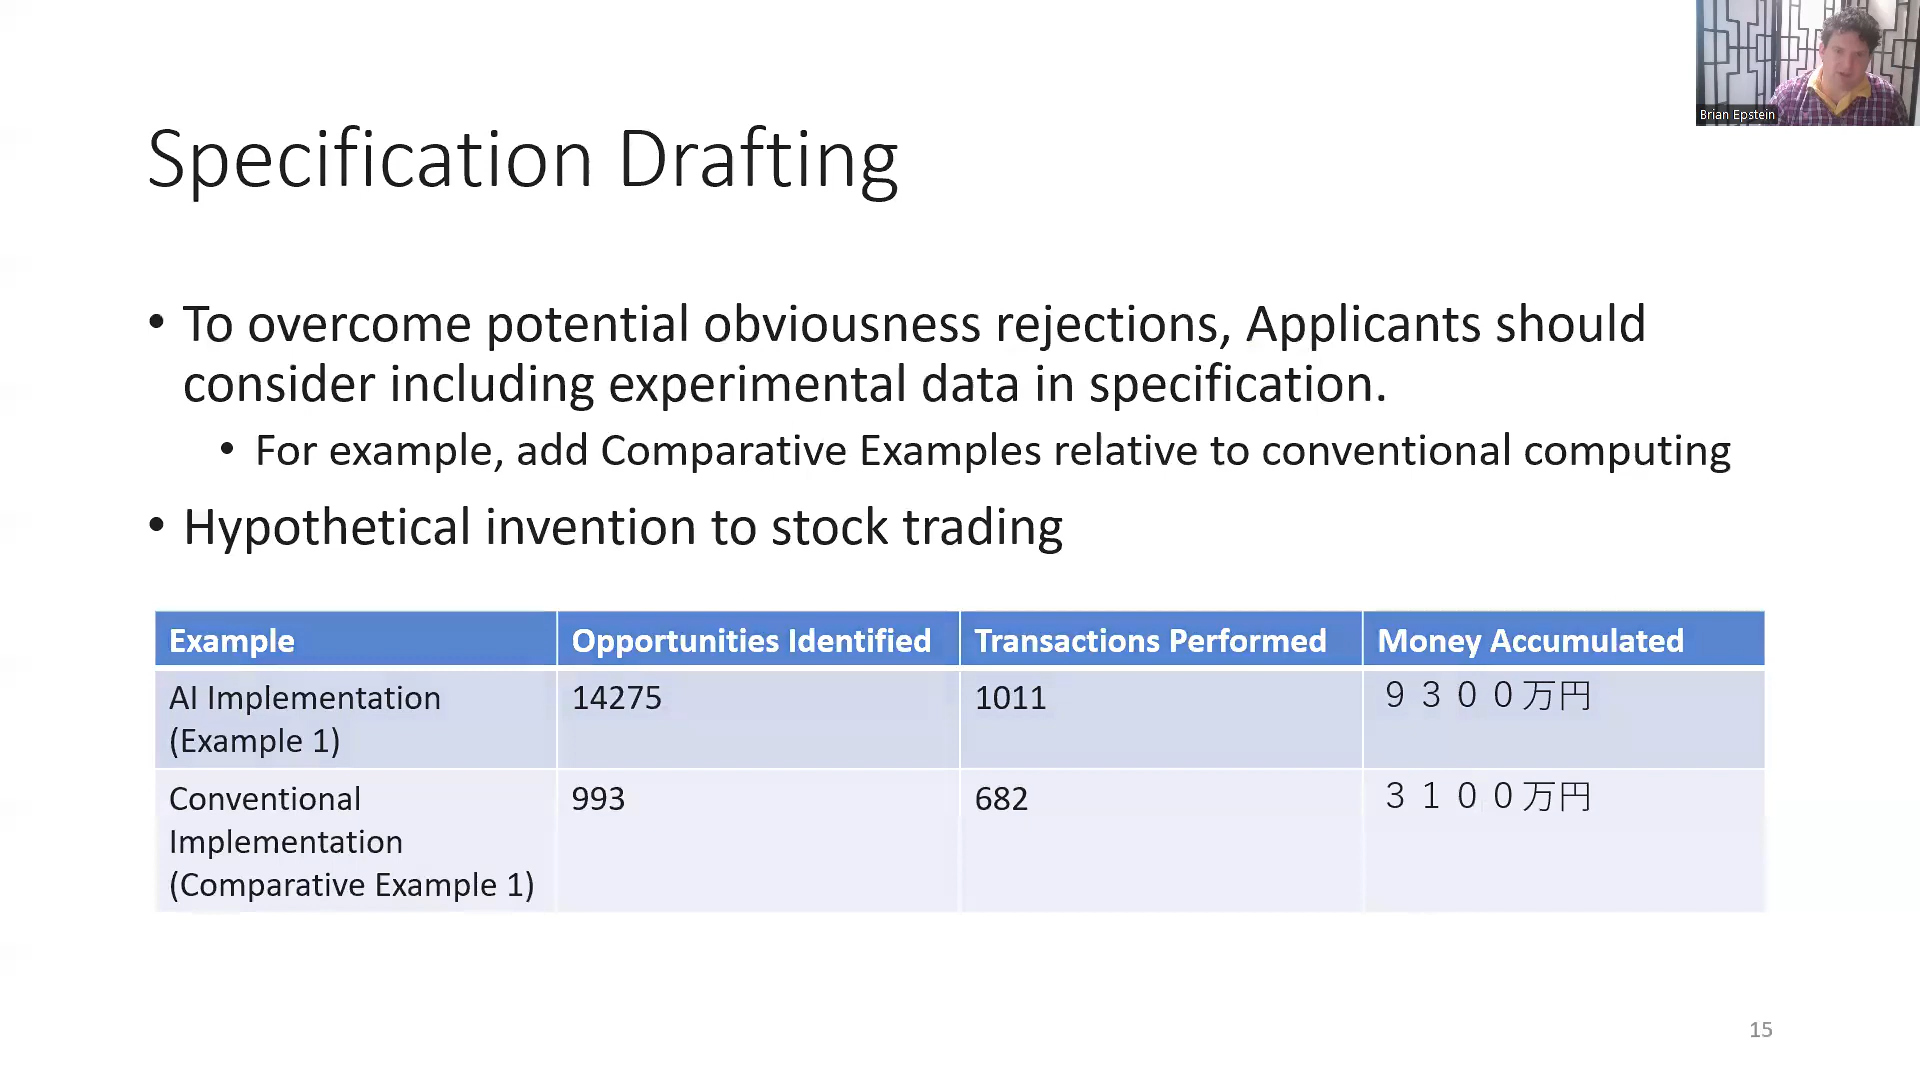 Brian Epstein
Specification Drafting
• To overcome potential obviousness rejections, Applicants should
consider including experimental data in specification.
• For example, add Comparative Examples relative to conventional computing
• Hypothetical invention to stock trading
Example Opportunities Identified Transactions Performed Money Accumulated
AI Implementation 14275 1011 ９３００万円
(Example 1)
Conventional 993 682 ３１００万円
Implementation
(Comparative Example 1)
15